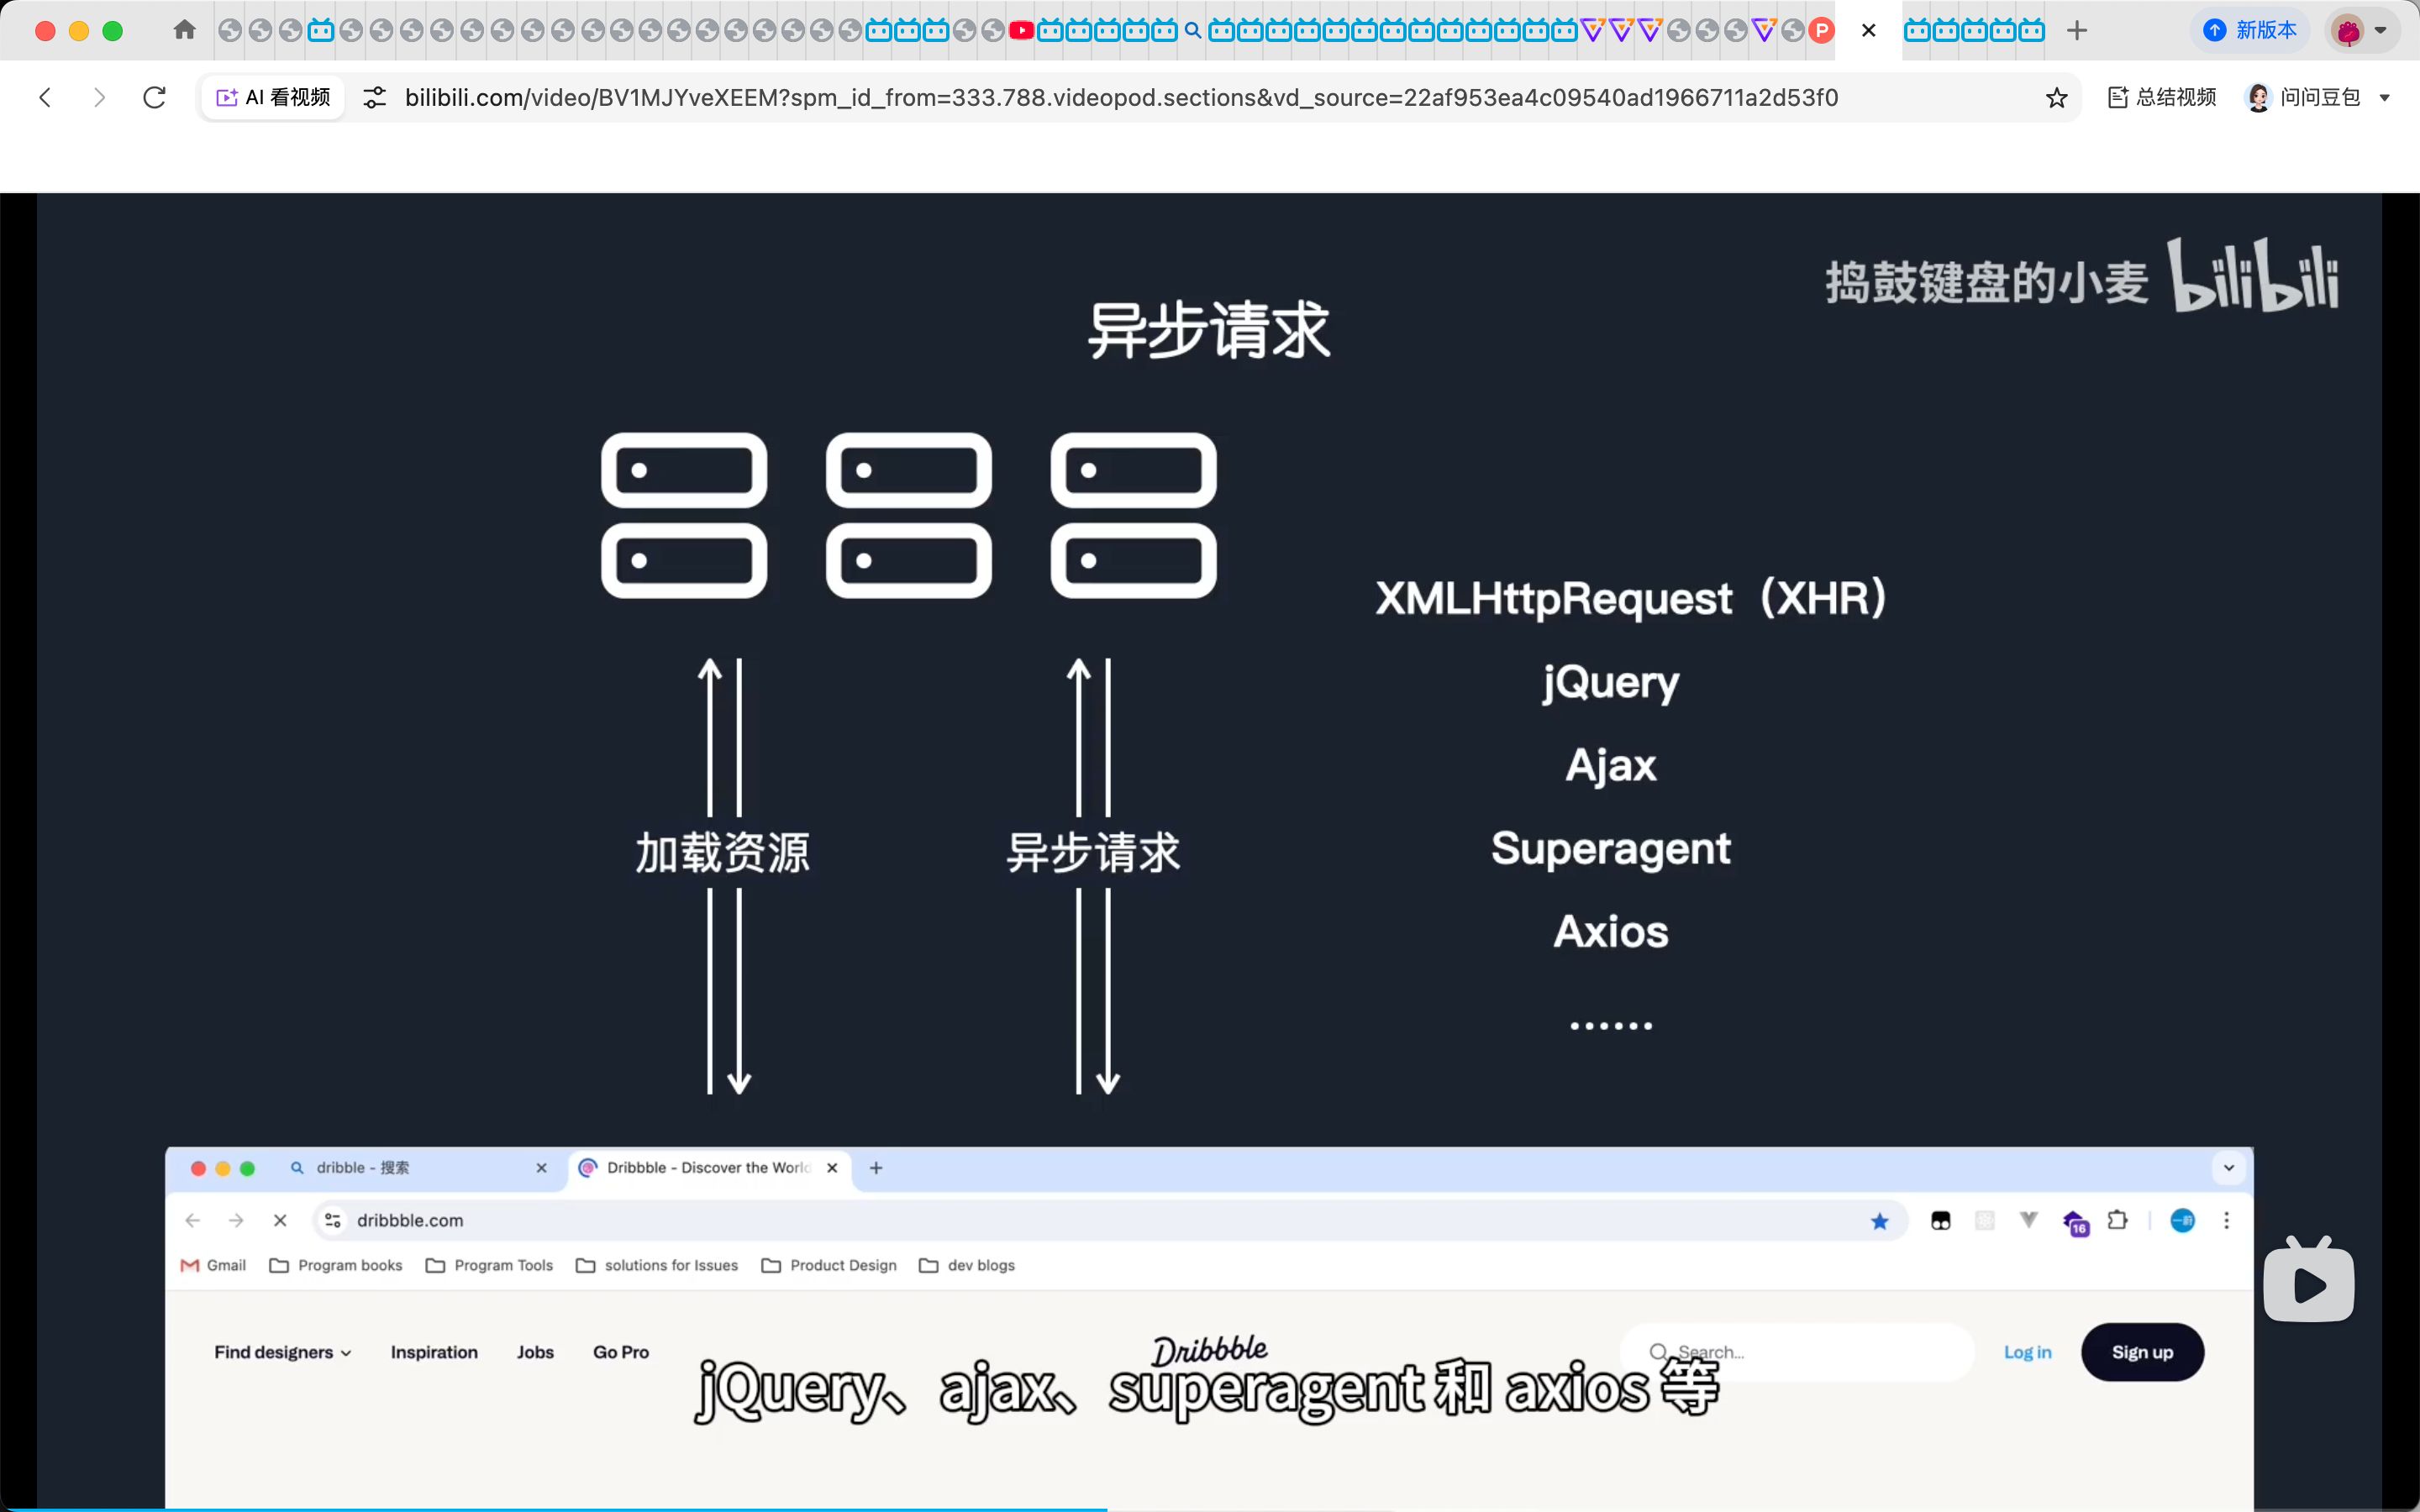 新版本
AI 看视频
bilibili.com/video/BV1MJYveXEEM?spm_id_from=333.788.videopod.sections&vd_source=22af953ea4c09540ad1966711a2d53f0
总结视频
问问豆包
捣鼓键盘的小麦 bilibili
异步请求
XMLHttpRequest（XHR）
jQuery
Ajax
Superagent
Axios
……
加载资源
异步请求
dribble - 搜索
Dribbble - Discover the World
dribbble.com
16
Gmail
Program books
Program Tools
solutions for Issues
Product Design
dev blogs
Find designers
Inspiration
Jobs
Go Pro
Dribbble
Search...
Log in
Sign up
jQuery、ajax、superagent 和 axios 等